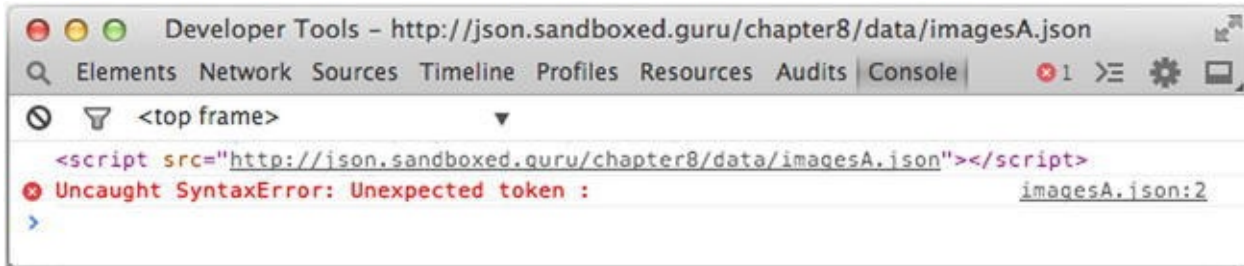 Developer Tools - http://json.sandboxed.guru/chapter8/data/imagesA.json
Elements Network Sources Timeline Profiles Resources Audits Console 1
<top frame>
<script src="http://json.sandboxed.guru/chapter8/data/imagesA.json"></script>
Uncaught SyntaxError: Unexpected token : imagesA.json:2
>